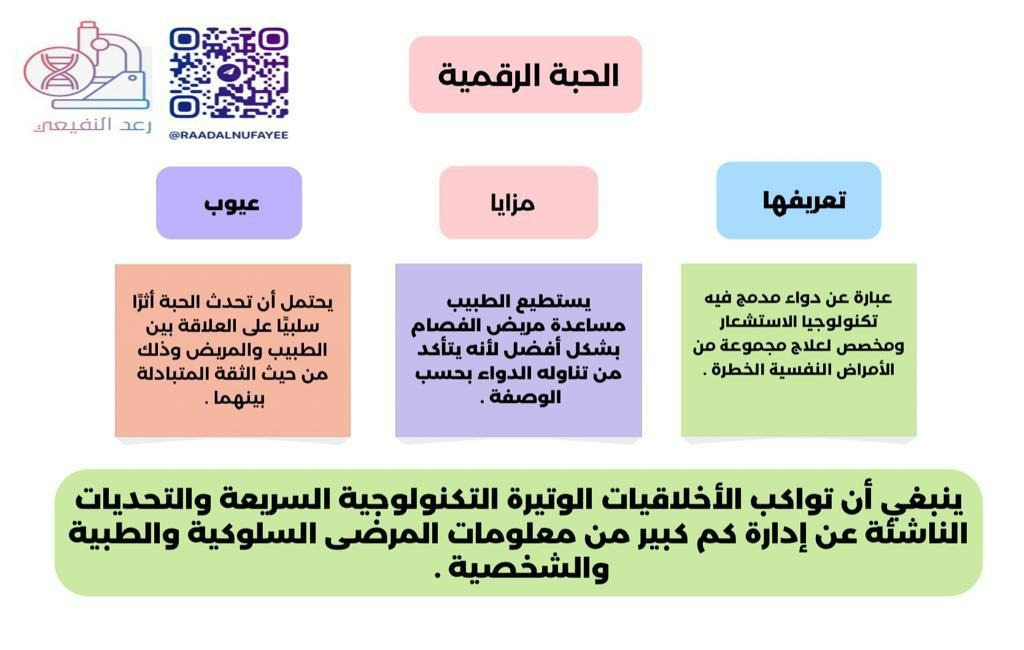 رعد النفيعي
@RAADALNUFAYEE
الحبة الرقمية
تعريفها
مزايا
عيوب
عبارة عن دواء مدمج فيه
تكنولوجيا الاستشعار
ومخصص لعلاج مجموعة من
الأمراض النفسية الخطرة .
يستطيع الطبيب
مساعدة مريض الفصام
بشكل أفضل لأنه يتأكد
من تناوله الدواء بحسب
الوصفة .
يحتمل أن تحدث الحبة أثرًا
سلبيًا على العلاقة بين
الطبيب والمريض وذلك
من حيث الثقة المتبادلة
بينهما .
ينبغي أن تواكب الأخلاقيات الوتيرة التكنولوجية السريعة والتحديات
الناشئة عن إدارة كم كبير من معلومات المرضى السلوكية والطبية
والشخصية .